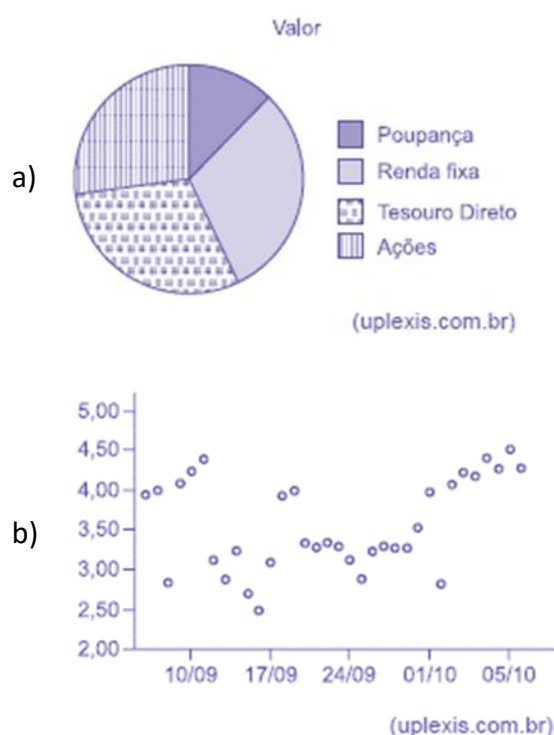 Valor
a)
Poupança
Renda fixa
Tesouro Direto
Ações
(uplexis.com.br)
b)
5,00
4,50
4,00
3,50
3,00
2,50
2,00
10/09 17/09 24/09 01/10 05/10
(uplexis.com.br)